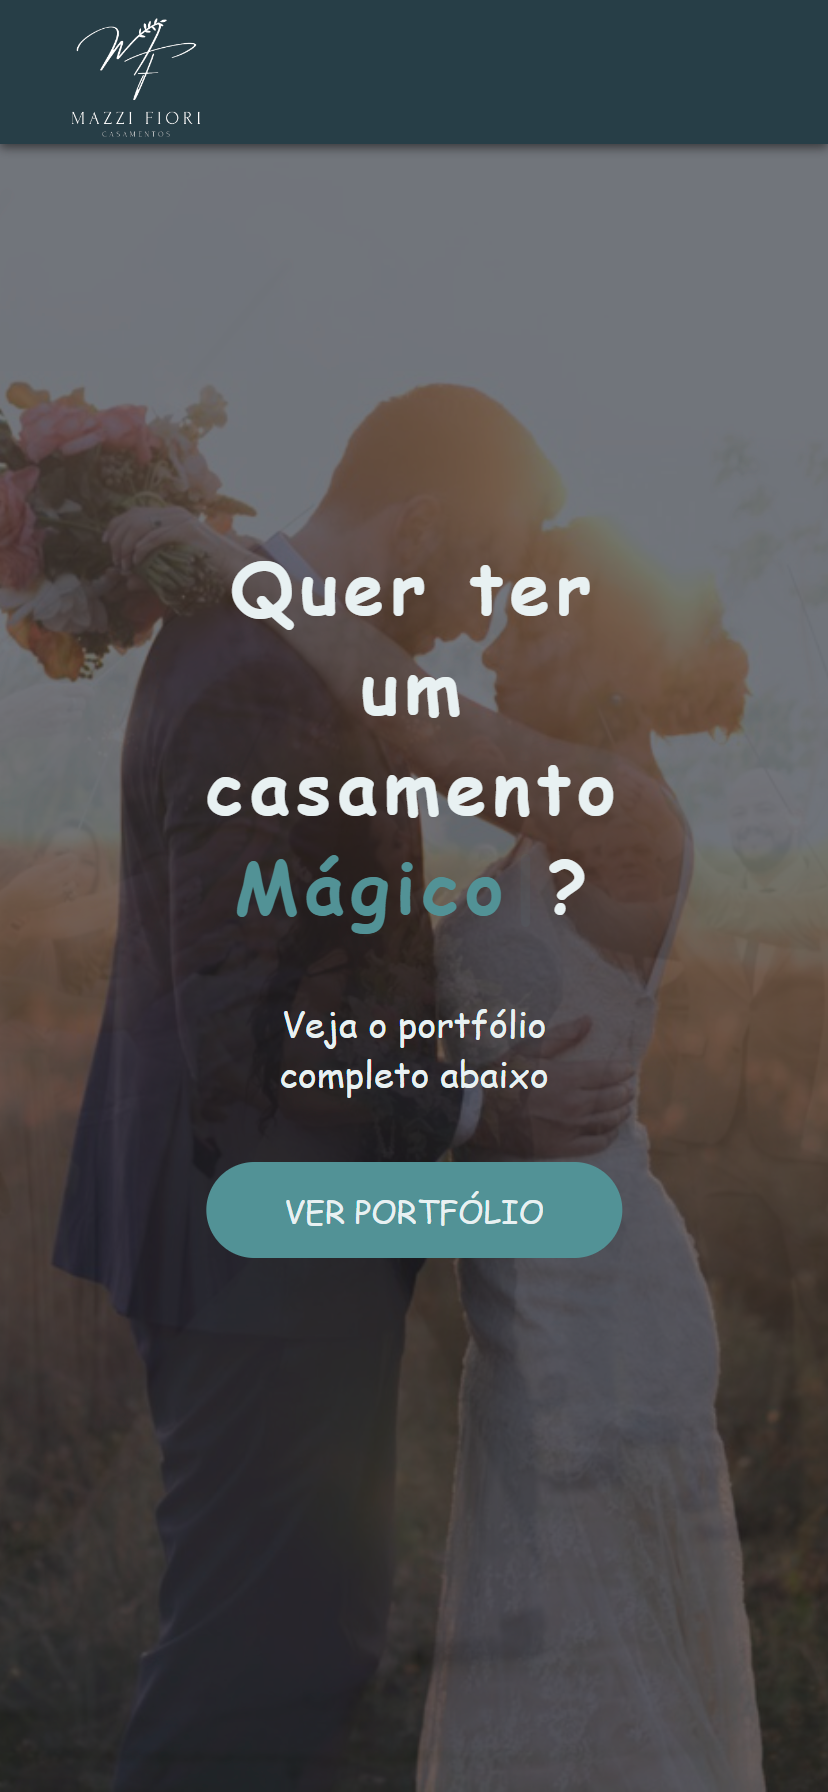 MF
MAZZI FIORI
CASAMENTOS
Quer ter
um
casamento
Mágico ?
Veja o portfólio
completo abaixo
VER PORTFÓLIO